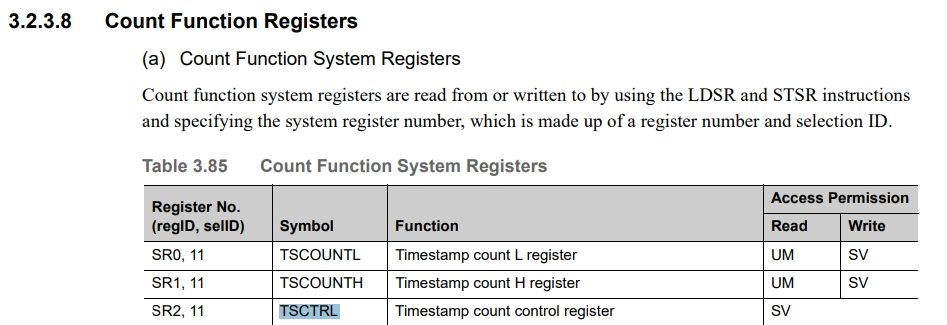 3.2.3.8 Count Function Registers
(a) Count Function System Registers
Count function system registers are read from or written to by using the LDSR and STSR instructions
and specifying the system register number, which is made up of a register number and selection ID.
Table 3.85 Count Function System Registers
Register No. (regID, selID) Symbol Function Access Permission Read Write
SR0, 11 TSCOUNTL Timestamp count L register UM SV
SR1, 11 TSCOUNTH Timestamp count H register UM SV
SR2, 11 TSCTRL Timestamp count control register SV